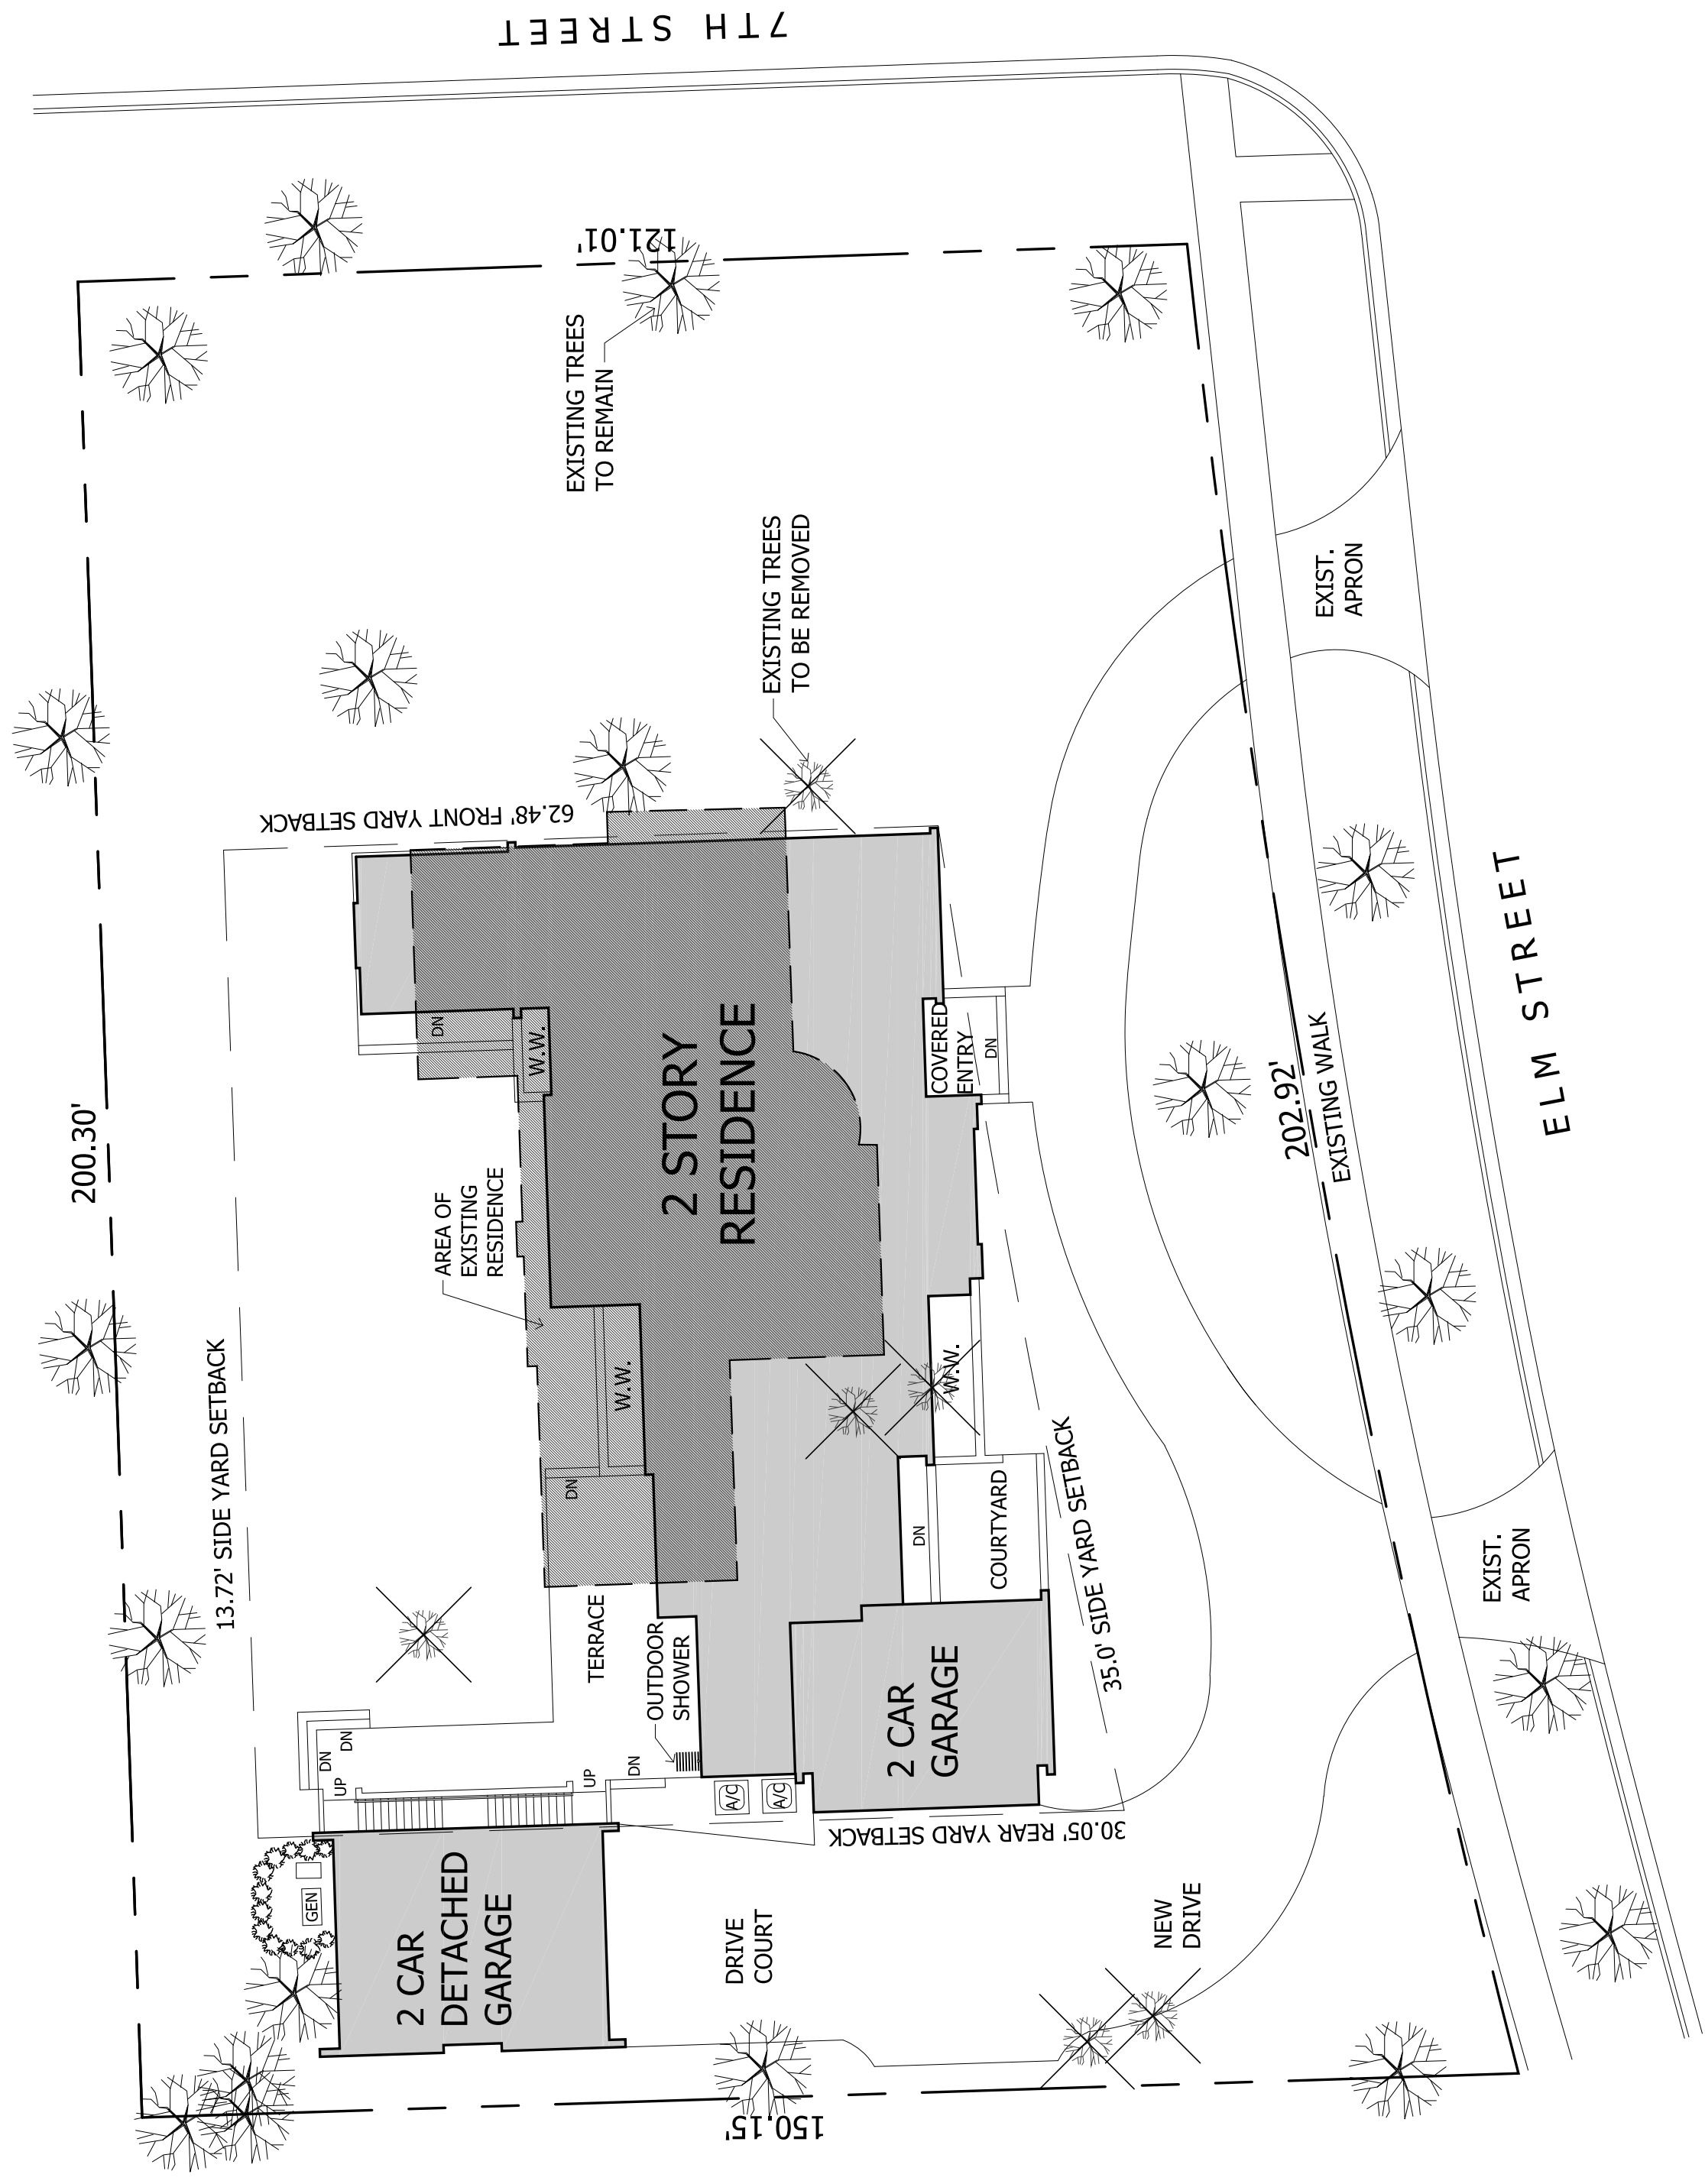 7TH STREET
121.01'
EXISTING TREES
TO REMAIN
EXISTING TREES
TO BE REMOVED
EXIST.
APRON
62.48' FRONT YARD SETBACK
200.30'
13.72' SIDE YARD SETBACK
DN
W.W.
2 STORY
RESIDENCE
COVERED
ENTRY
DN
202.92'
EXISTING WALK
ELM STREET
AREA OF
EXISTING
RESIDENCE
W.W.
DN
W.W.
DN
COURTYARD
35.0' SIDE YARD SETBACK
EXIST.
APRON
TERRACE
OUTDOOR
SHOWER
2 CAR
GARAGE
DN
DN
UP
UP
DN
A/C
A/C
30.05' REAR YARD SETBACK
GEN
2 CAR
DETACHED
GARAGE
DRIVE
COURT
NEW
DRIVE
150.15'